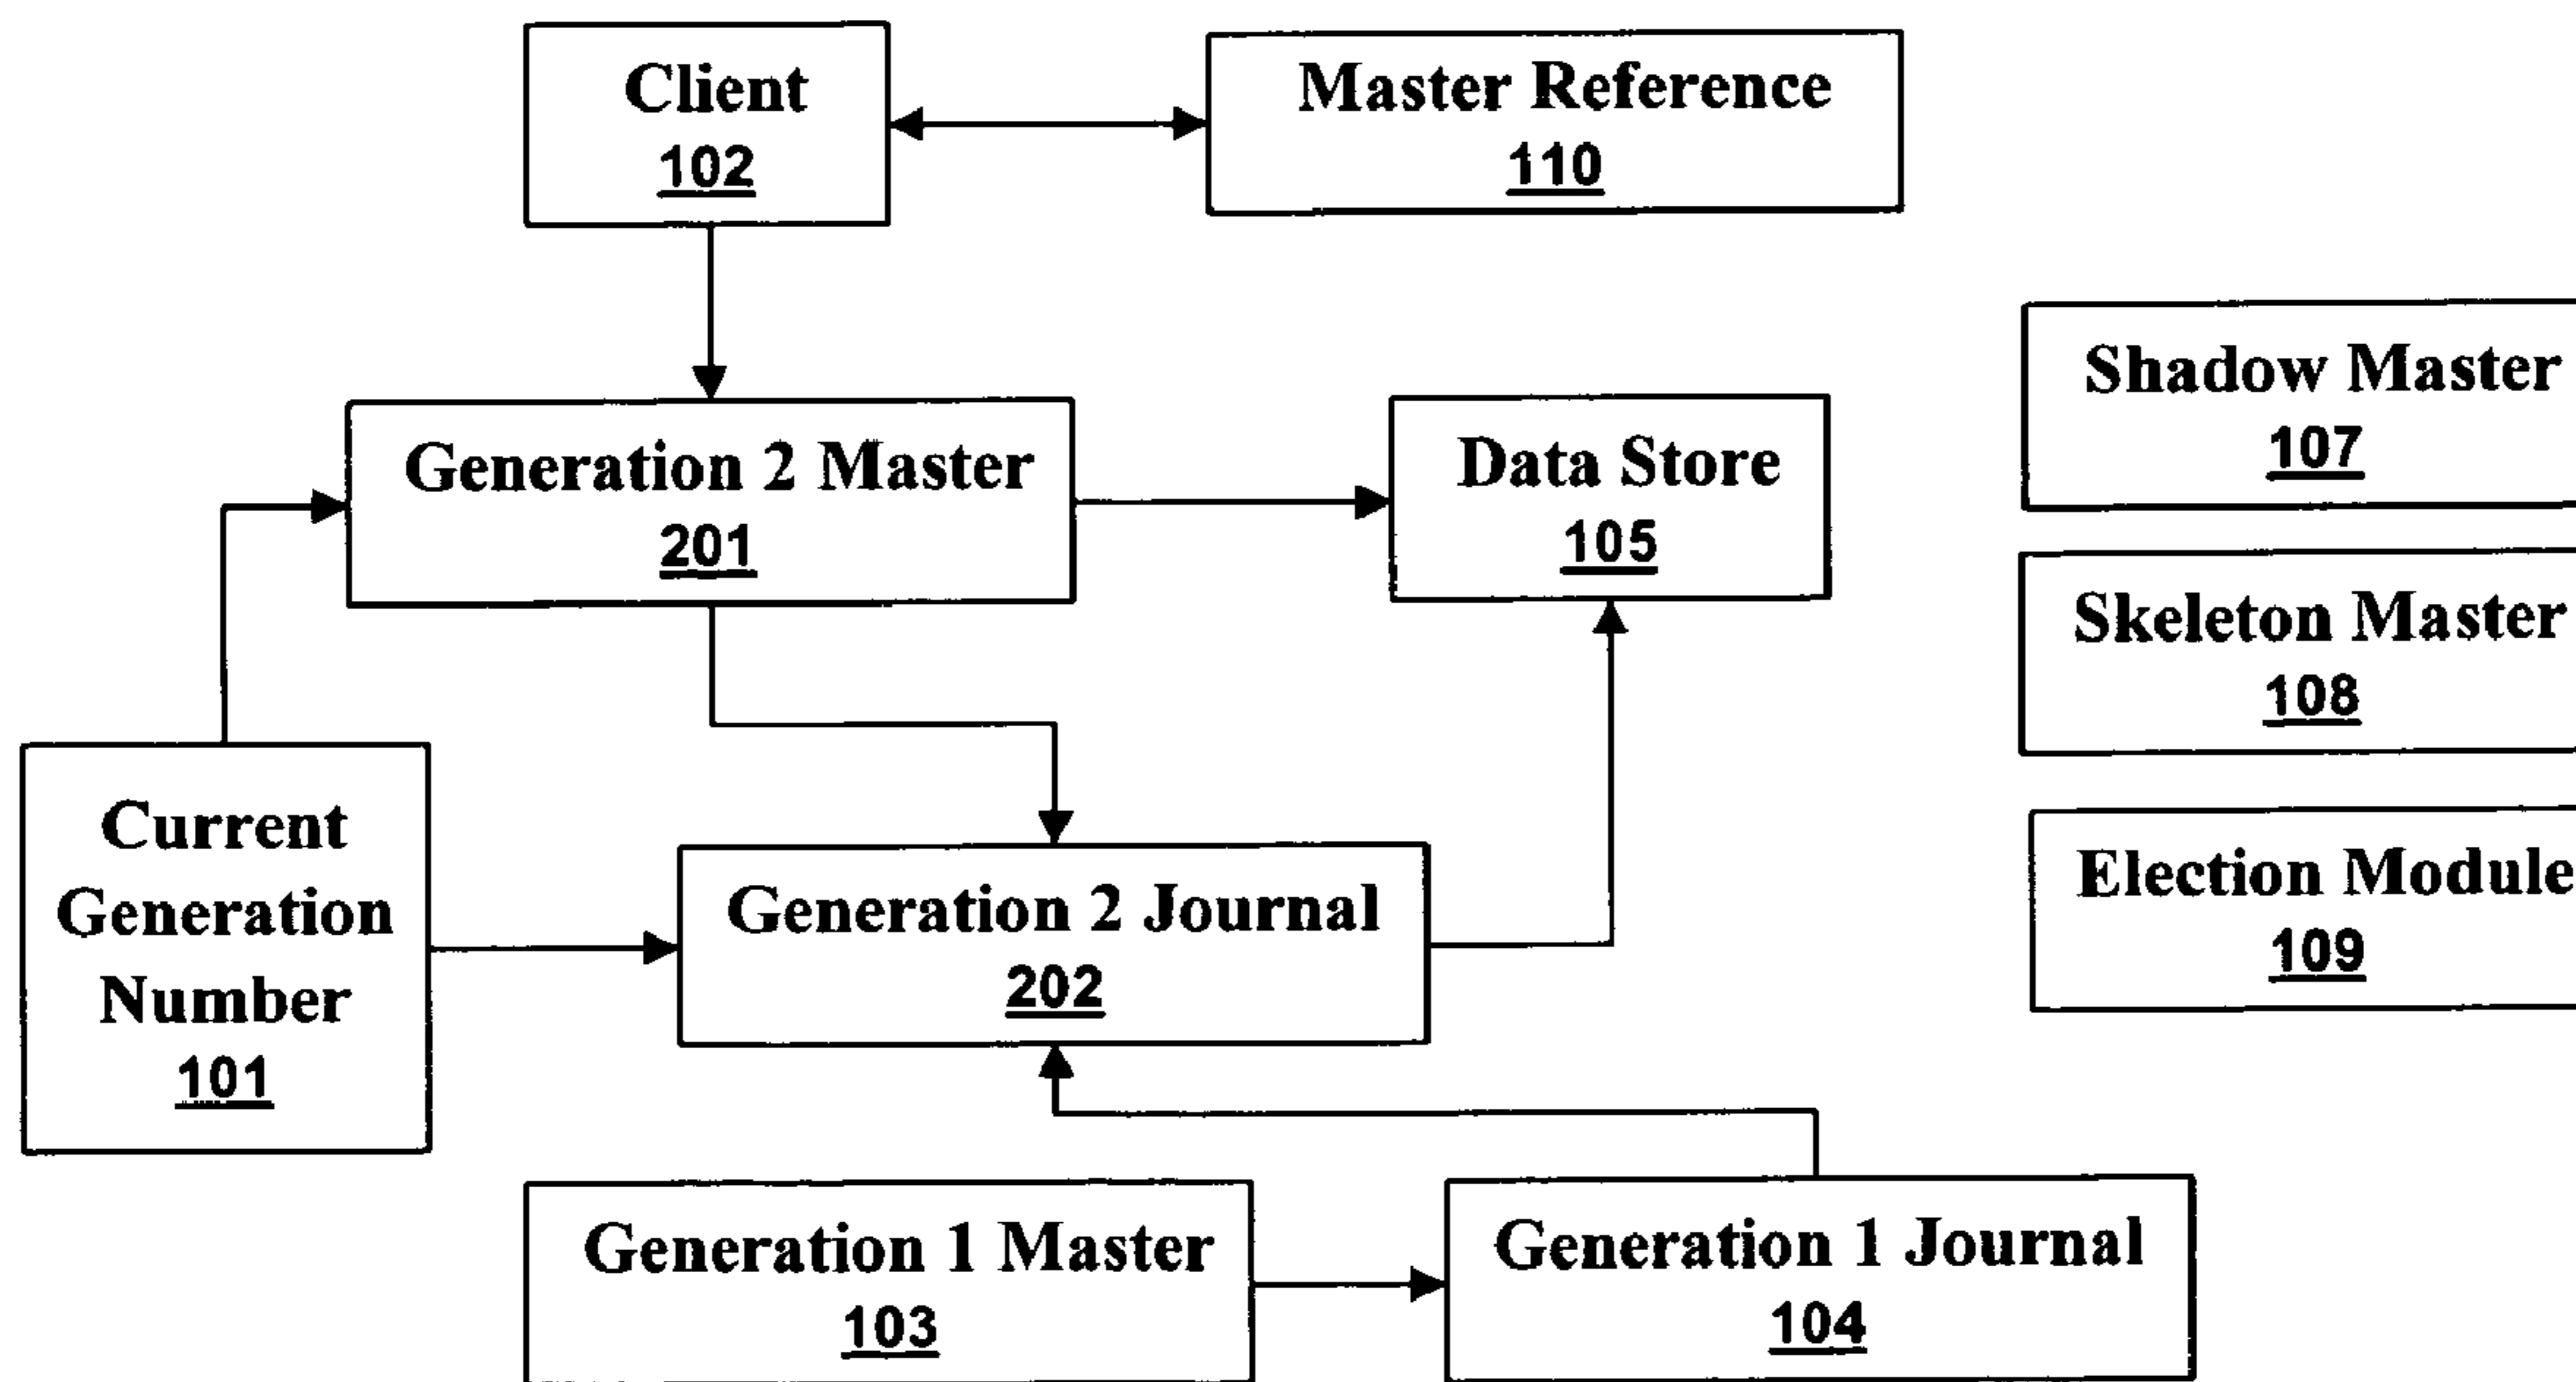 Client
102
Master Reference
110
Shadow Master
107
Generation 2 Master
201
Data Store
105
Skeleton Master
108
Current
Generation
Number
101
Generation 2 Journal
202
Election Module
109
Generation 1 Master
103
Generation 1 Journal
104